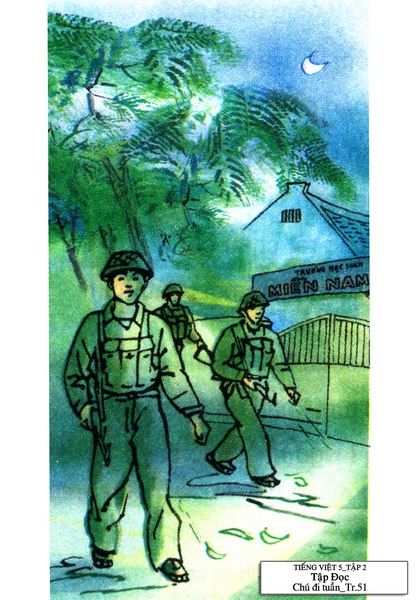 TRƯỜNG HỌC SINH
MIỀN NAM
TIẾNG VIỆT 5_TẬP 2
Tập Đọc
Chú đi tuần_Tr.51